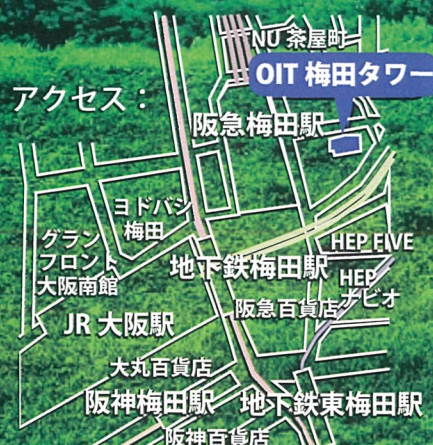 NU 茶屋町
OIT 梅田タワー
アクセス：
阪急梅田駅
ヨドバシ
梅田
グラン
フロント
大阪南館
HEP FIVE
地下鉄梅田駅
HEP
ナビオ
阪急百貨店
JR 大阪駅
大丸百貨店
阪神梅田駅
地下鉄東梅田駅
阪神百貨店